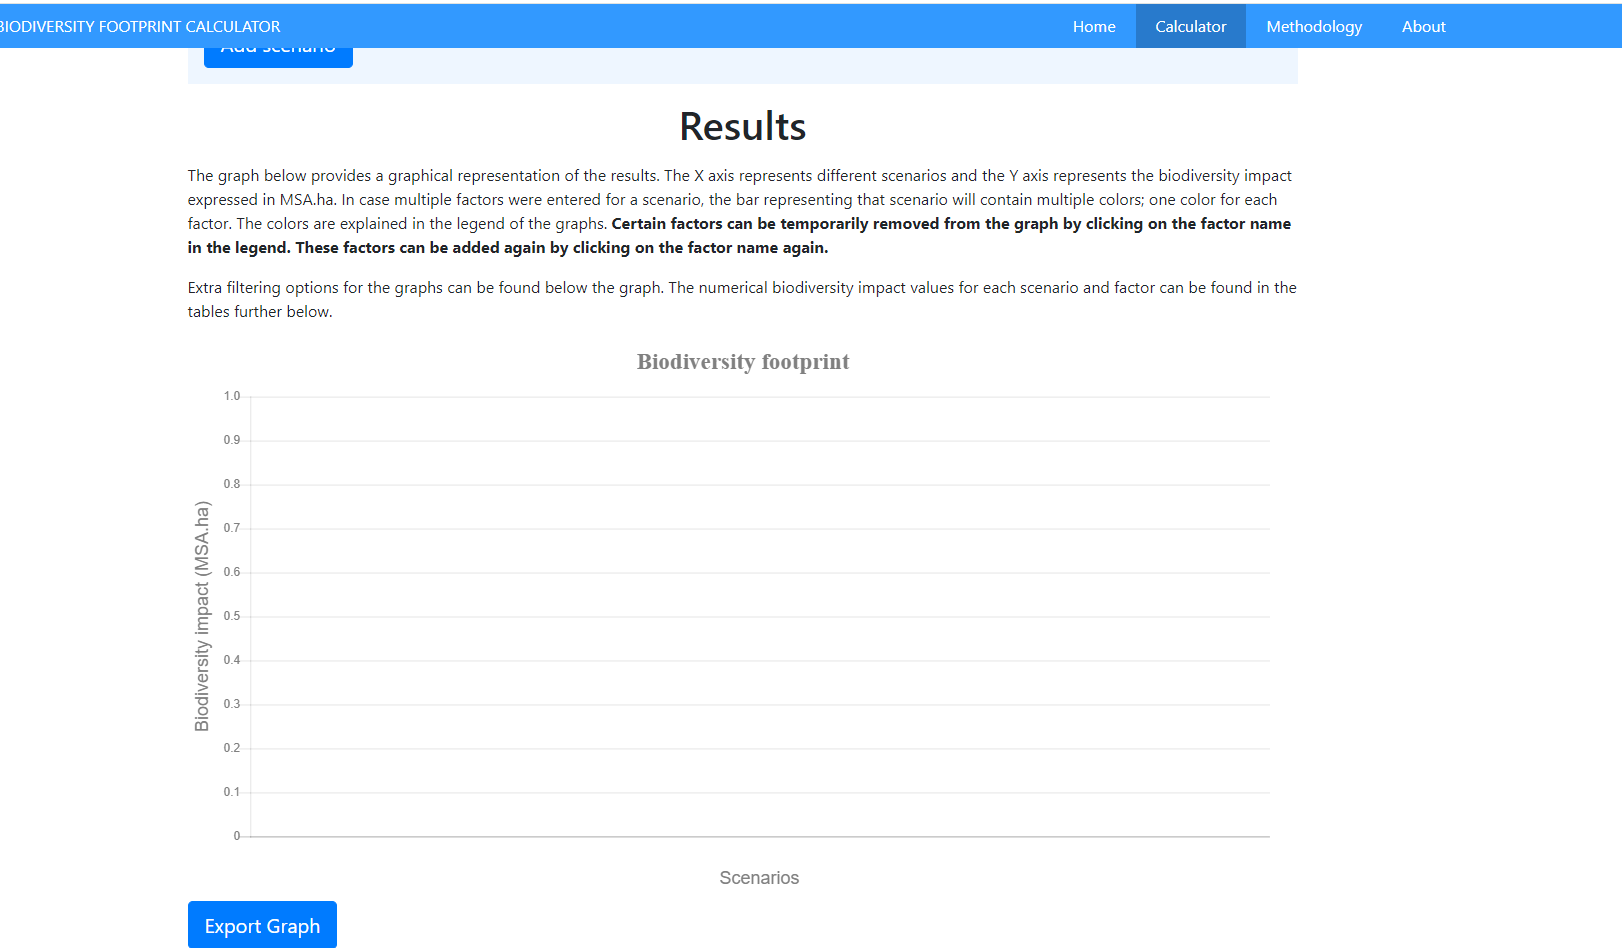 BIODIVERSITY FOOTPRINT CALCULATOR
Home
Calculator
Methodology
About
Add scenario
Results
The graph below provides a graphical representation of the results. The X axis represents different scenarios and the Y axis represents the biodiversity impact
expressed in MSA.ha. In case multiple factors were entered for a scenario, the bar representing that scenario will contain multiple colors; one color for each
factor. The colors are explained in the legend of the graphs. Certain factors can be temporarily removed from the graph by clicking on the factor name
in the legend. These factors can be added again by clicking on the factor name again.
Extra filtering options for the graphs can be found below the graph. The numerical biodiversity impact values for each scenario and factor can be found in the
tables further below.
Biodiversity footprint
Biodiversity impact (MSA.ha)
1.0
0.9
0.8
0.7
0.6
0.5
0.4
0.3
0.2
0.1
0
Scenarios
Export Graph